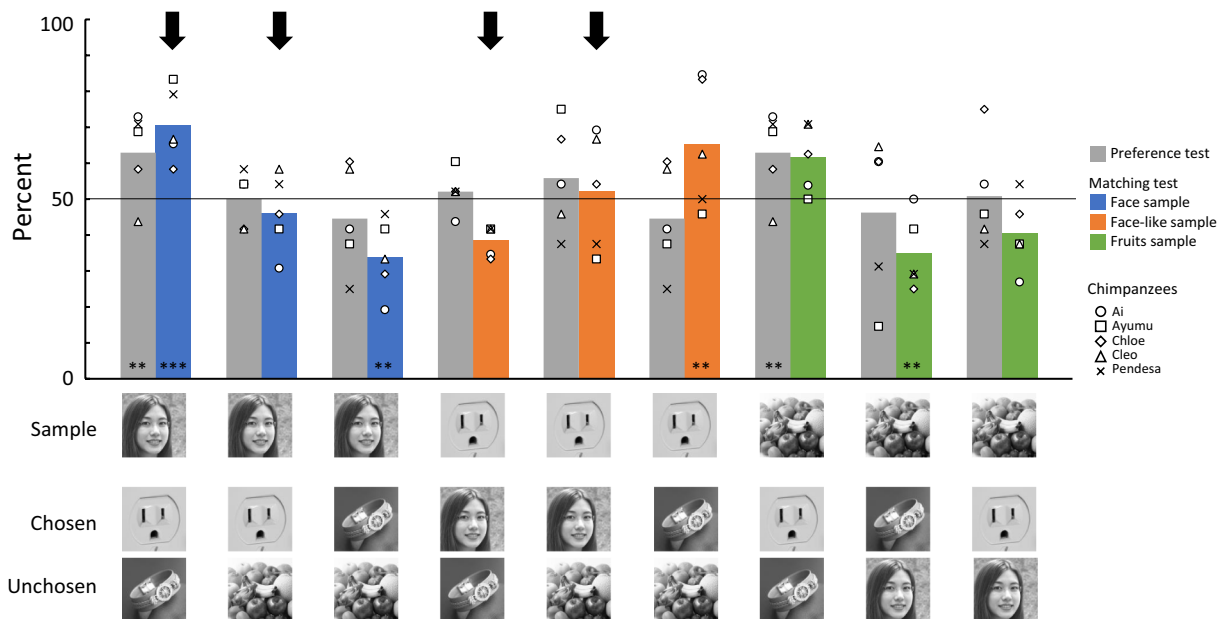 100
50
0
Percent
** *** ** ** ** **
Preference test
Matching test
Face sample
Face-like sample
Fruits sample
Chimpanzees
Ai
Ayumu
Chloe
Cleo
Pendesa
Sample
Chosen
Unchosen